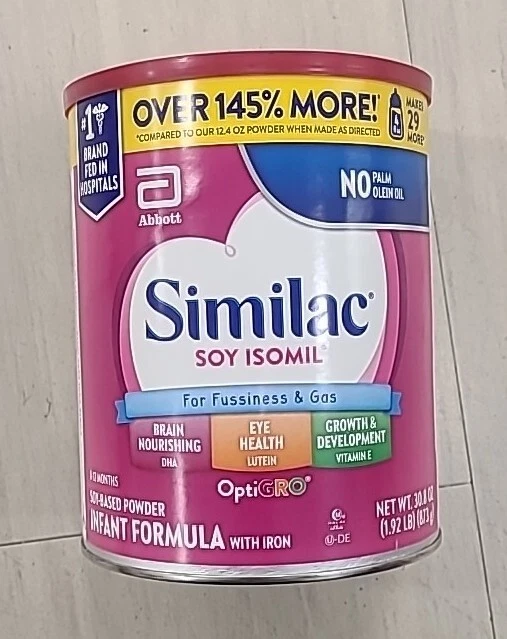 OVER 145% MORE!*
*COMPARED TO OUR 12.4 OZ POWDER WHEN MADE AS DIRECTED
MAKES
29
MORE*
#1
BRAND
FED IN
HOSPITALS
Abbott
NO PALM
OLEIN OIL
Similac®
SOY ISOMIL®
For Fussiness & Gas
BRAIN
NOURISHING
DHA
EYE
HEALTH
LUTEIN
GROWTH &
DEVELOPMENT
VITAMIN E
OptiGRO®
MONTHS
SOY-BASED POWDER
INFANT FORMULA WITH IRON
U-DE
NET WT. 30.8 OZ
(1.92 LB) (873 g)